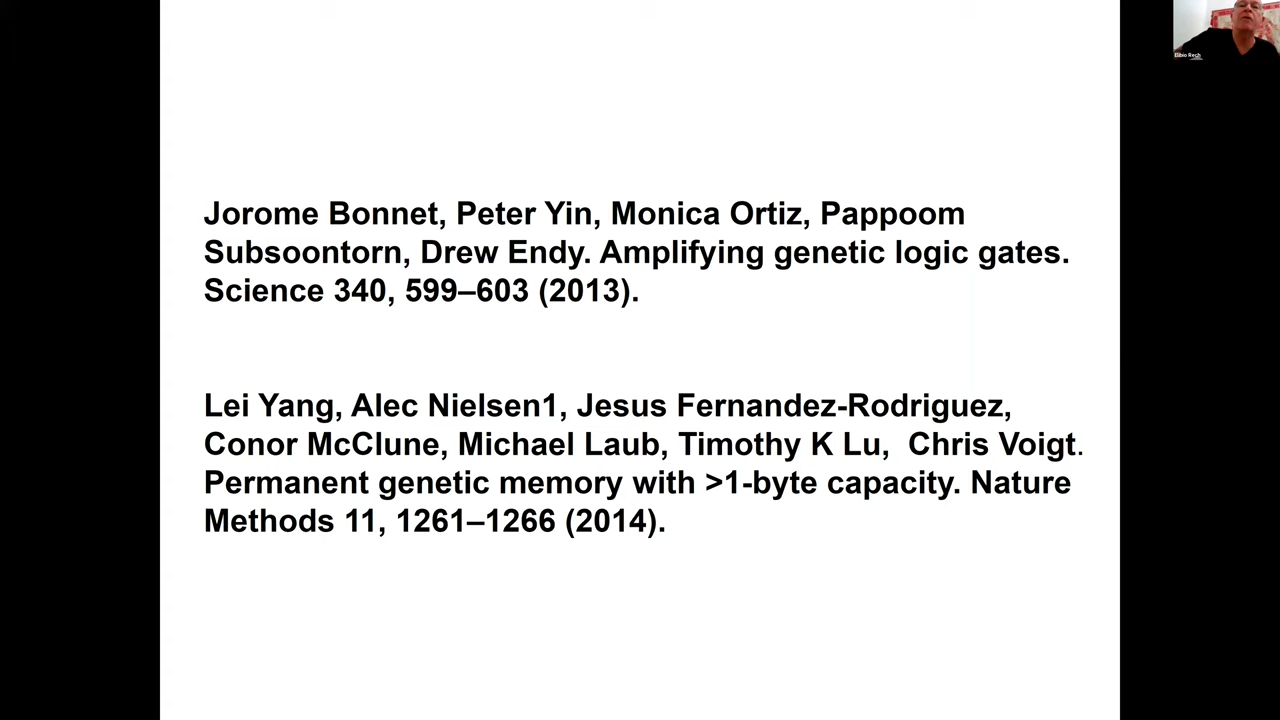 Jorome Bonnet, Peter Yin, Monica Ortiz, Pappoom
Subsoontorn, Drew Endy. Amplifying genetic logic gates.
Science 340, 599–603 (2013).
Lei Yang, Alec Nielsen1, Jesus Fernandez-Rodriguez,
Conor McClune, Michael Laub, Timothy K Lu,  Chris Voigt.
Permanent genetic memory with >1-byte capacity. Nature
Methods 11, 1261–1266 (2014).
Rech